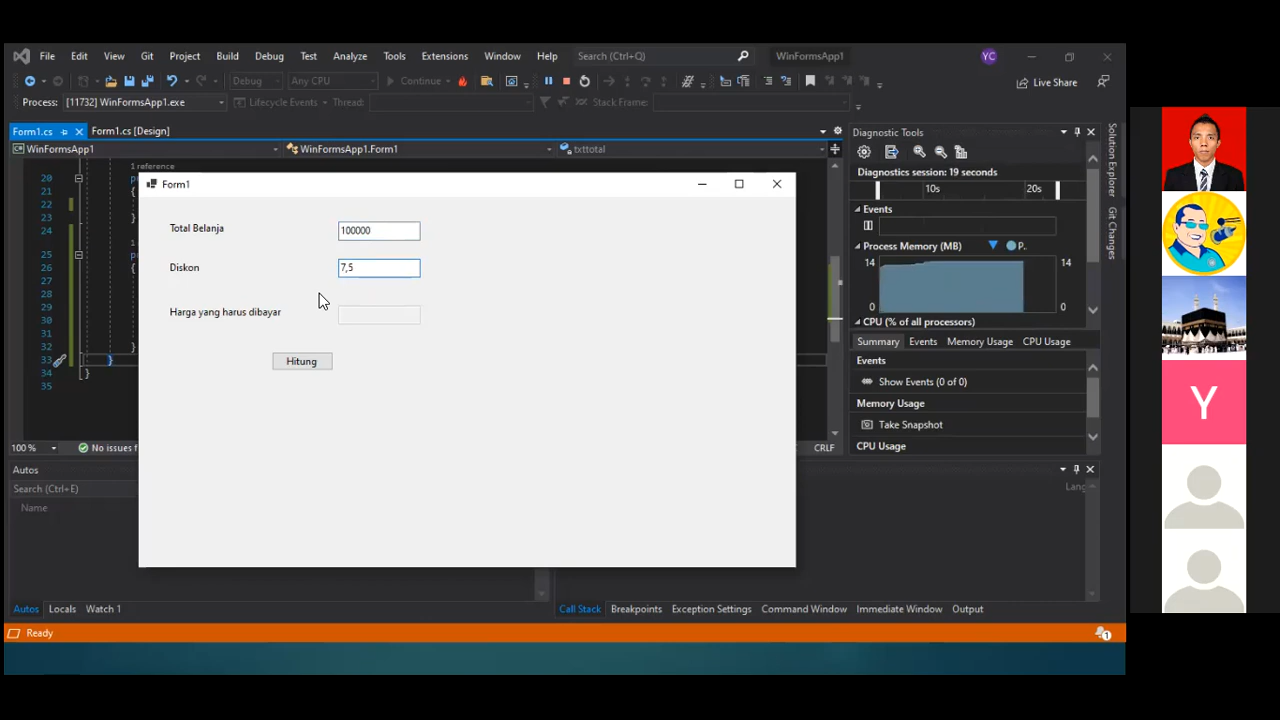 File Edit View Git Project Build Debug Test Analyze Tools Extensions Window Help Search (Ctrl+Q) WinFormsApp1 YC
Debug Any CPU Continue Live Share
Process: [11732] WinFormsApp1.exe Lifecycle Events Thread: Stack Frame:
Form1.cs Form1.cs [Design]
WinFormsApp1 WinFormsApp1.Form1 txttotal
1 reference
20
21
{
22
23
}
24
25
26
{
27
28
29
30
31
32
}
33
}
34
}
35
Form1
Total Belanja 100000
Diskon 7,5
Harga yang harus dibayar
Hitung
100 % No issues f CRLF
Diagnostic Tools
Diagnostics session: 19 seconds
10s 20s
Events
Process Memory (MB) P..
14 14
0 0
CPU (% of all processors)
Summary Events Memory Usage CPU Usage
Events
Show Events (0 of 0)
Memory Usage
Take Snapshot
CPU Usage
Solution Explorer
Git Changes
Autos
Search (Ctrl+E)
Name
Lang
Autos Locals Watch 1
Call Stack Breakpoints Exception Settings Command Window Immediate Window Output
Ready
1
Y